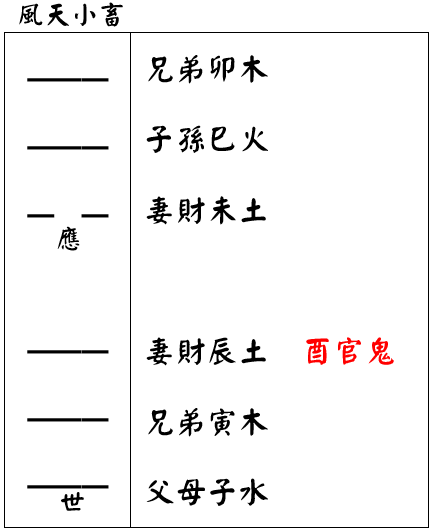 風天小畜
兄弟卯木
子孫巳火
妻財未土
應
妻財辰土 酉官鬼
兄弟寅木
父母子水
世